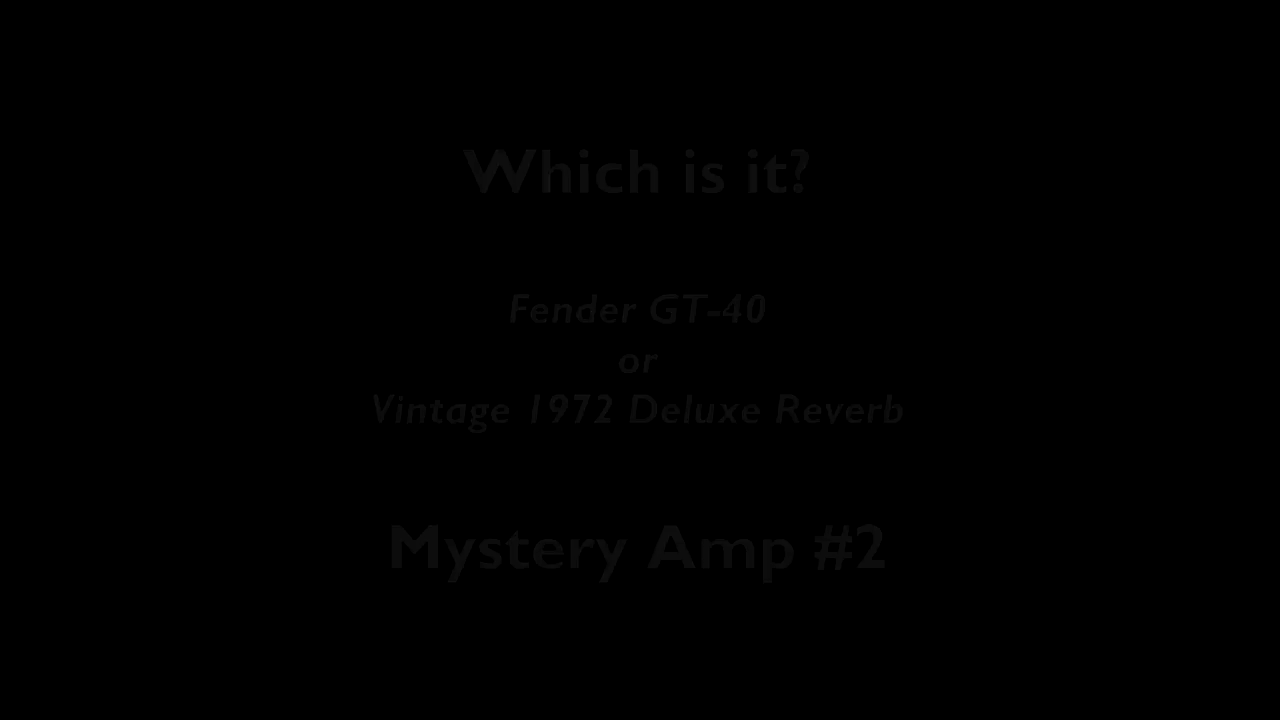 Which is it?
Fender GT-40
or
Vintage 1972 Deluxe Reverb
Mystery Amp #2